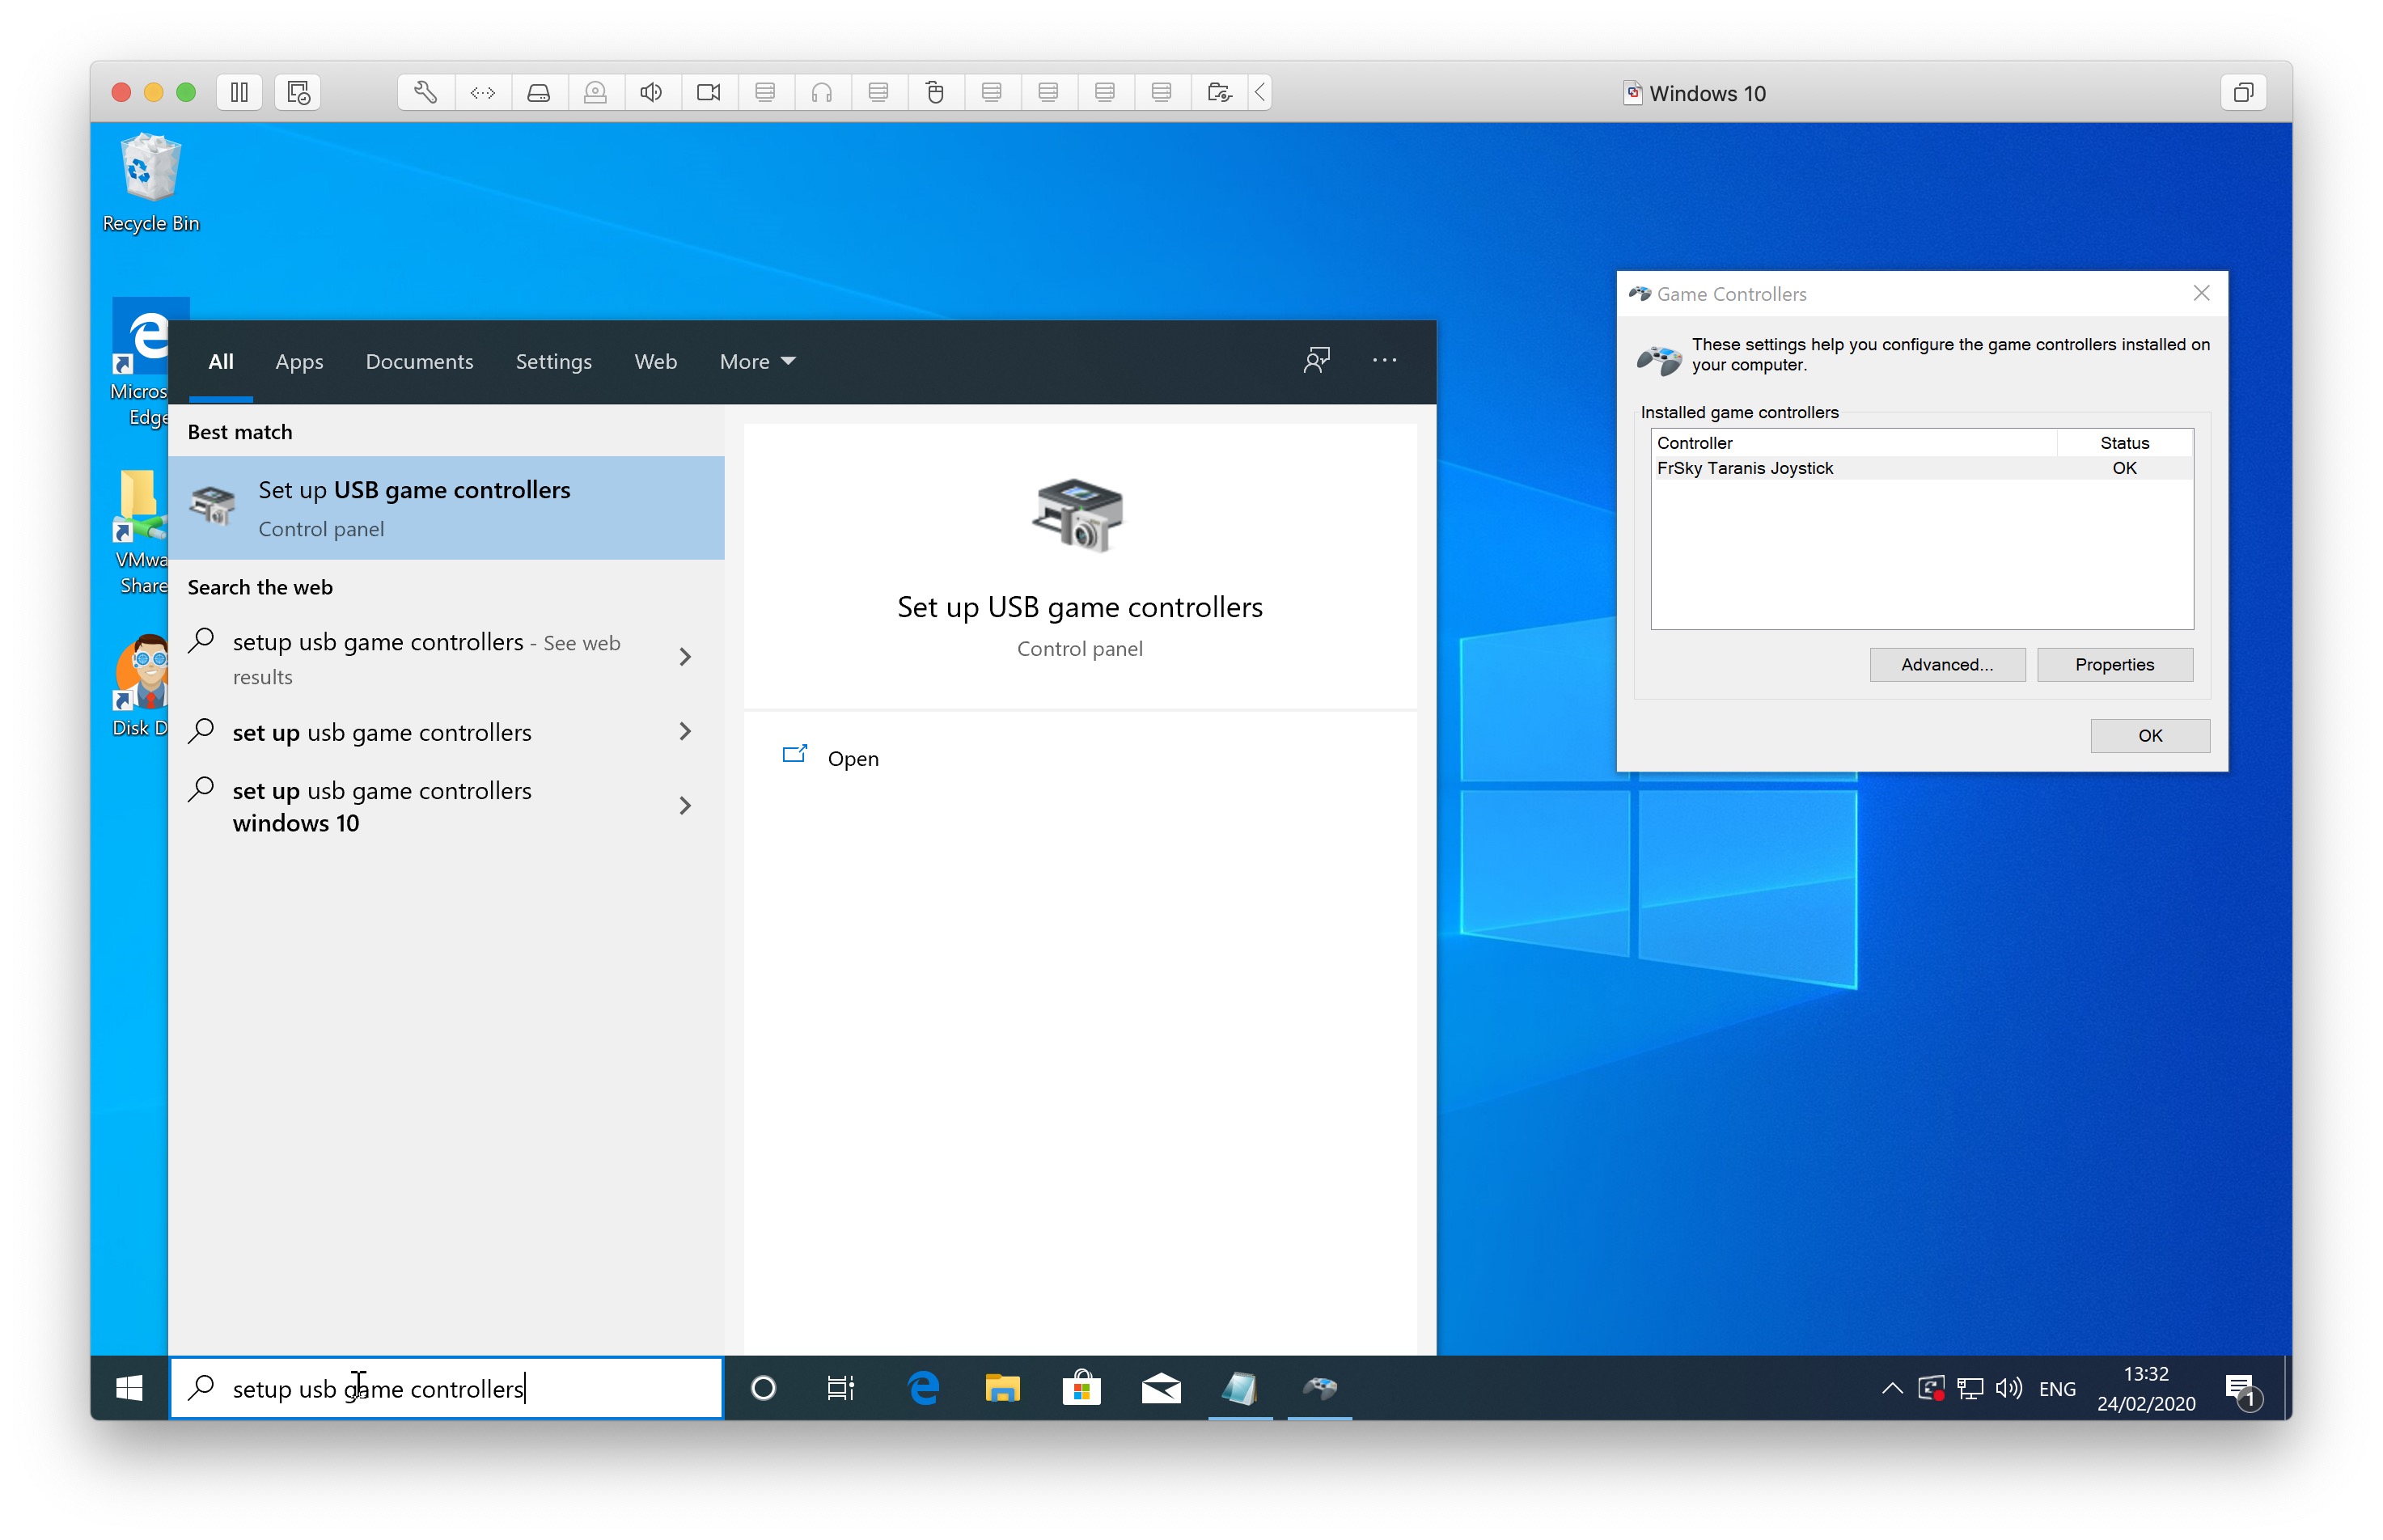 Windows 10
Recycle Bin
Micros
Edge
VMwa
Share
Disk D
All Apps Documents Settings Web More
Best match
Set up USB game controllers
Control panel
Search the web
setup usb game controllers - See web
results
set up usb game controllers
set up usb game controllers
windows 10
Set up USB game controllers
Control panel
Open
Game Controllers
These settings help you configure the game controllers installed on
your computer.
Installed game controllers
Controller Status
FrSky Taranis Joystick OK
Advanced... Properties
OK
setup usb game controllers
ENG
13:32
24/02/2020
1